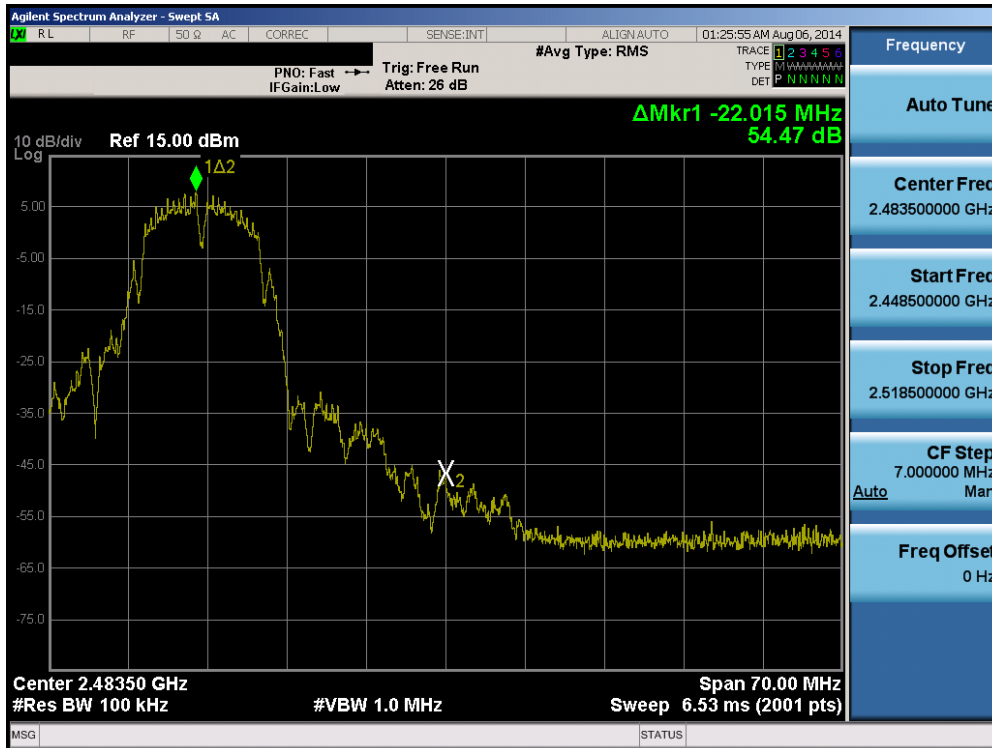 Agilent Spectrum Analyzer - Swept SA
LXI RL RF 50 Ω AC CORREC SENSE:INT ALIGN AUTO 01:25:55 AM Aug 06, 2014
#Avg Type: RMS
TRACE 1 2 3 4 5 6
PNO: Fast Trig: Free Run
TYPE M
IFGain:Low Atten: 26 dB
DET P N N N N N
ΔMkr1 -22.015 MHz
54.47 dB
10 dB/div Ref 15.00 dBm
Log
1Δ2
5.00
-5.00
-15.0
-25.0
-35.0
-45.0
X2
-55.0
-65.0
-75.0
Center 2.48350 GHz Span 70.00 MHz
#Res BW 100 kHz #VBW 1.0 MHz Sweep 6.53 ms (2001 pts)
MSG STATUS
Frequency
Auto Tune
Center Freq
2.483500000 GHz
Start Freq
2.448500000 GHz
Stop Freq
2.518500000 GHz
CF Step
7.000000 MHz
Auto Man
Freq Offset
0 Hz